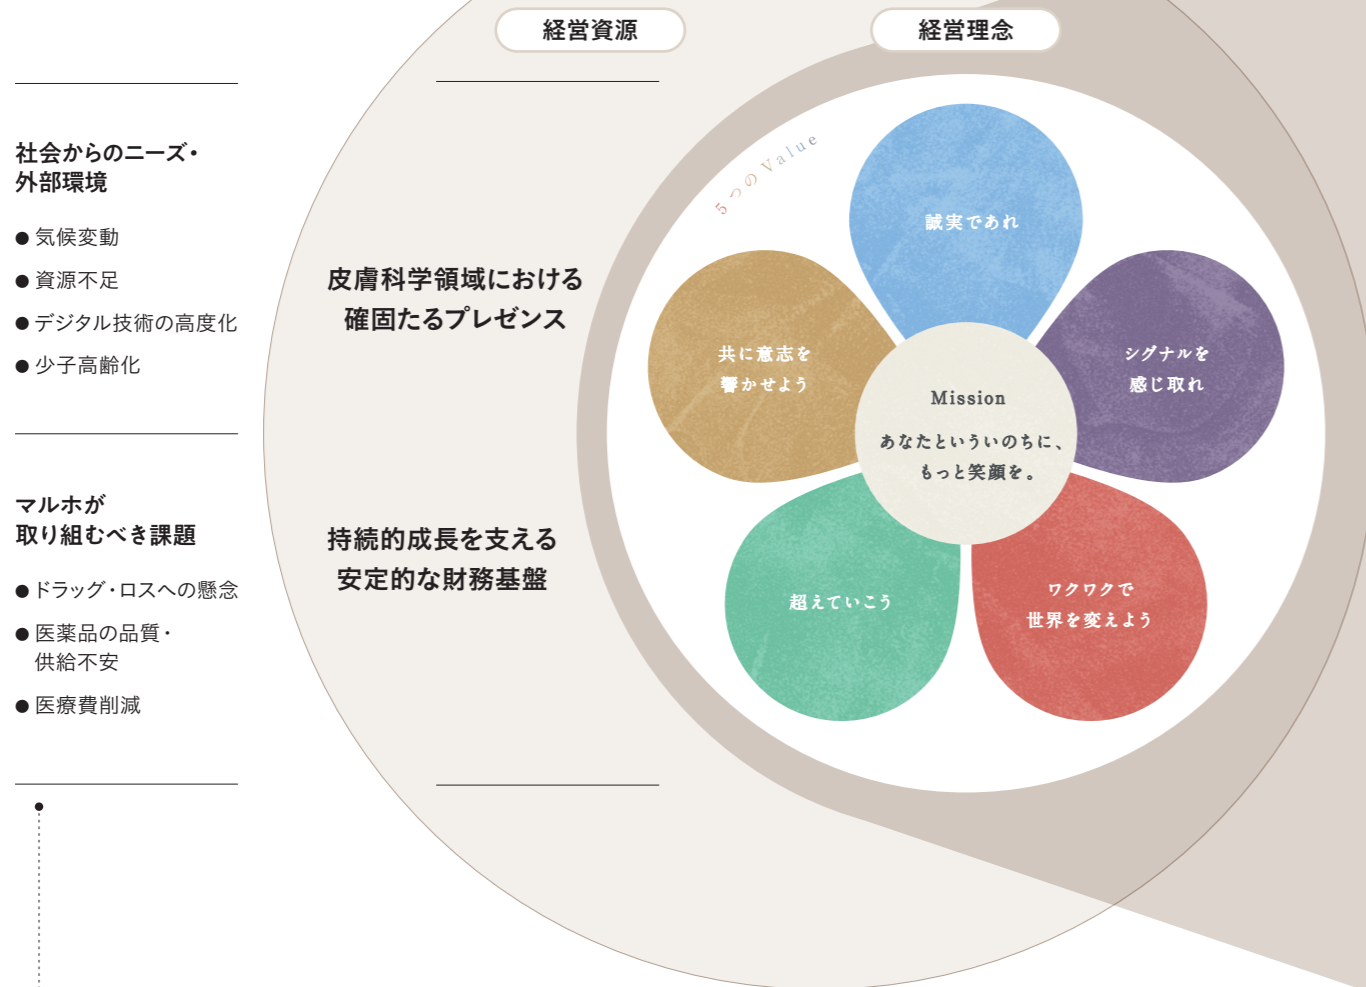 経営資源
経営理念
社会からのニーズ・
外部環境
● 気候変動
● 資源不足
● デジタル技術の高度化
● 少子高齢化
マルホが
取り組むべき課題
● ドラッグ・ロスへの懸念
● 医薬品の品質・
供給不安
● 医療費削減
皮膚科学領域における
確固たるプレゼンス
持続的成長を支える
安定的な財務基盤
5つのValue
誠実であれ
シグナルを
感じ取れ
ワクワクで
世界を変えよう
超えていこう
共に意志を
響かせよう
Mission
あなたといういのちに、
もっと笑顔を。